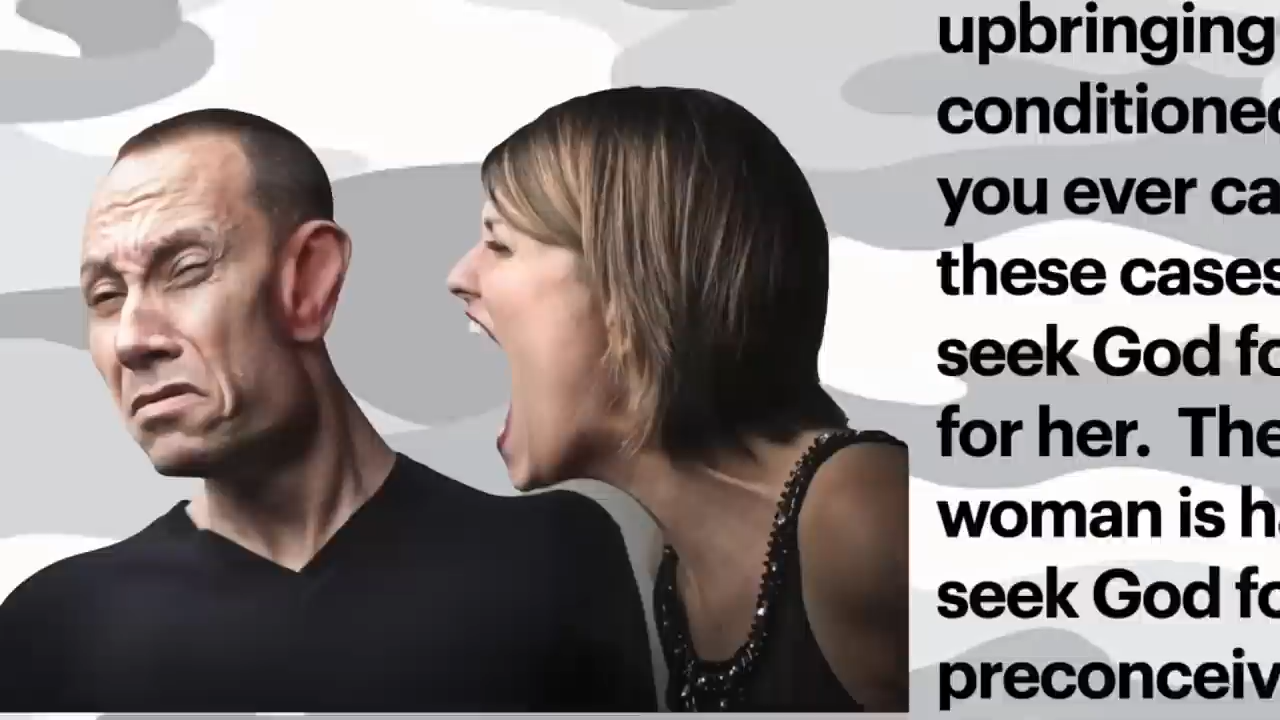 upbringing
conditioned
you ever ca
these cases
seek God fo
for her. The
woman is h
seek God fo
preconceiv